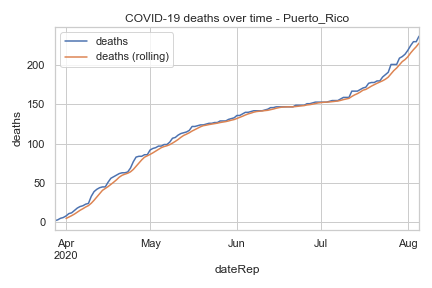 COVID-19 deaths over time - Puerto_Rico
deaths
deaths (rolling)
deaths
200
150
100
50
0
Apr
2020
May
Jun
Jul
Aug
dateRep